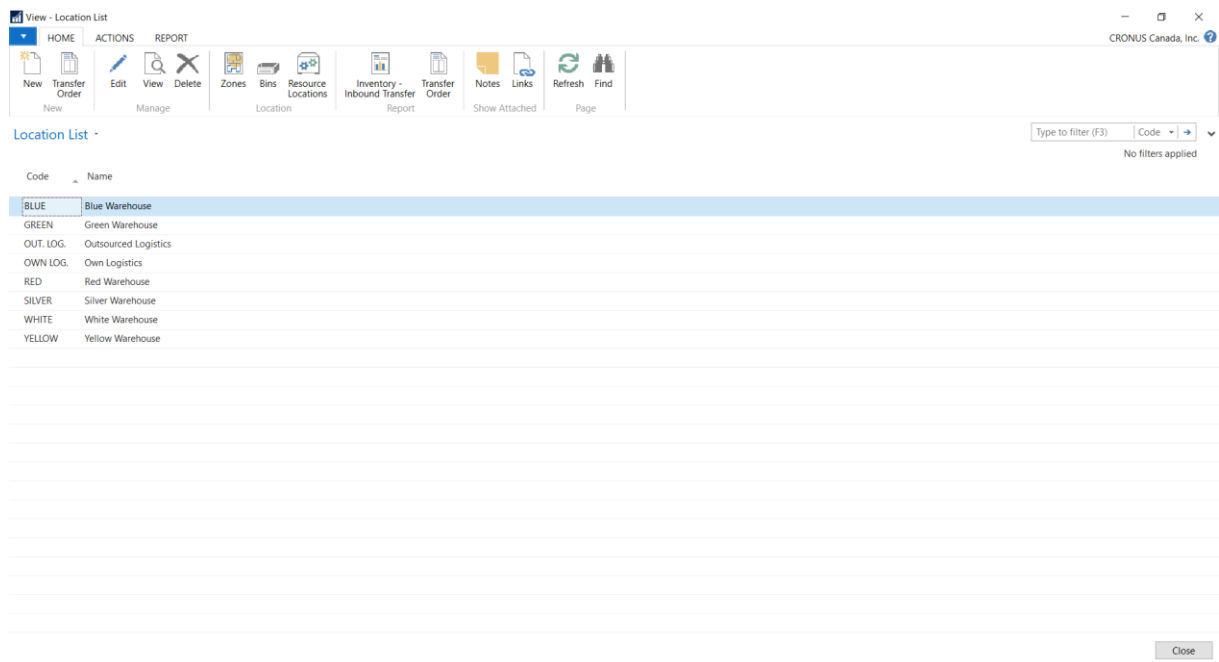 View - Location List
HOME ACTIONS REPORT
CRONUS Canada, Inc. ?
New Transfer Order Edit View Delete Zones Bins Resource Locations Inventory - Inbound Transfer Transfer Order Notes Links Refresh Find
New Manage Location Report Show Attached Page
Location List
Type to filter (F3) Code
No filters applied
Code Name
BLUE Blue Warehouse
GREEN Green Warehouse
OUT. LOG. Outsourced Logistics
OWN LOG. Own Logistics
RED Red Warehouse
SILVER Silver Warehouse
WHITE White Warehouse
YELLOW Yellow Warehouse
Close